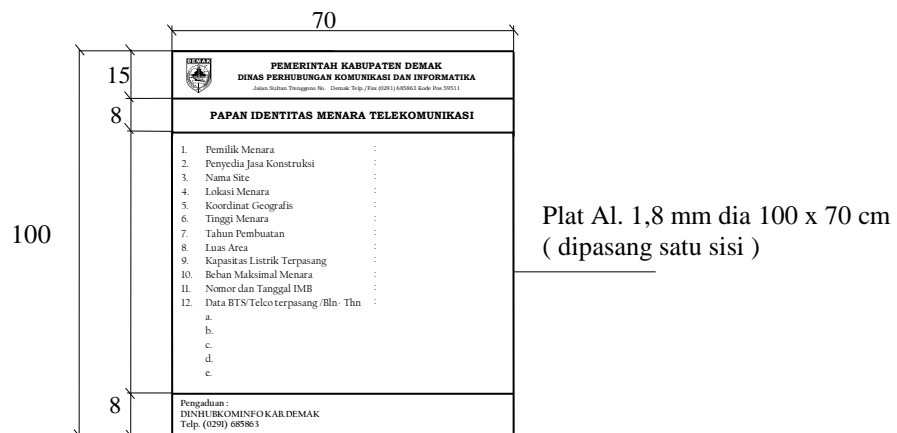 70
15
DEMAK
PEMERINTAH KABUPATEN DEMAK
DINAS PERHUBUNGAN KOMUNIKASI DAN INFORMATIKA
Jalan Sultan Trenggono No. Demak Telp./Fax (0291) 685863 Kode Pos 59511
8
PAPAN IDENTITAS MENARA TELEKOMUNIKASI
100
1. Pemilik Menara :
2. Penyedia Jasa Konstruksi :
3. Nama Site :
4. Lokasi Menara :
5. Koordinat Geografis :
6. Tinggi Menara :
7. Tahun Pembuatan :
8. Luas Area :
9. Kapasitas Listrik Terpasang :
10. Beban Maksimal Menara :
11. Nomor dan Tanggal IMB :
12. Data BTS/Telco terpasang /Bln- Thn :
a.
b.
c.
d.
e.
Plat Al. 1,8 mm dia 100 x 70 cm
( dipasang satu sisi )
8
Pengaduan :
DINHUBKOMINFO KAB.DEMAK
Telp. (0291) 685863